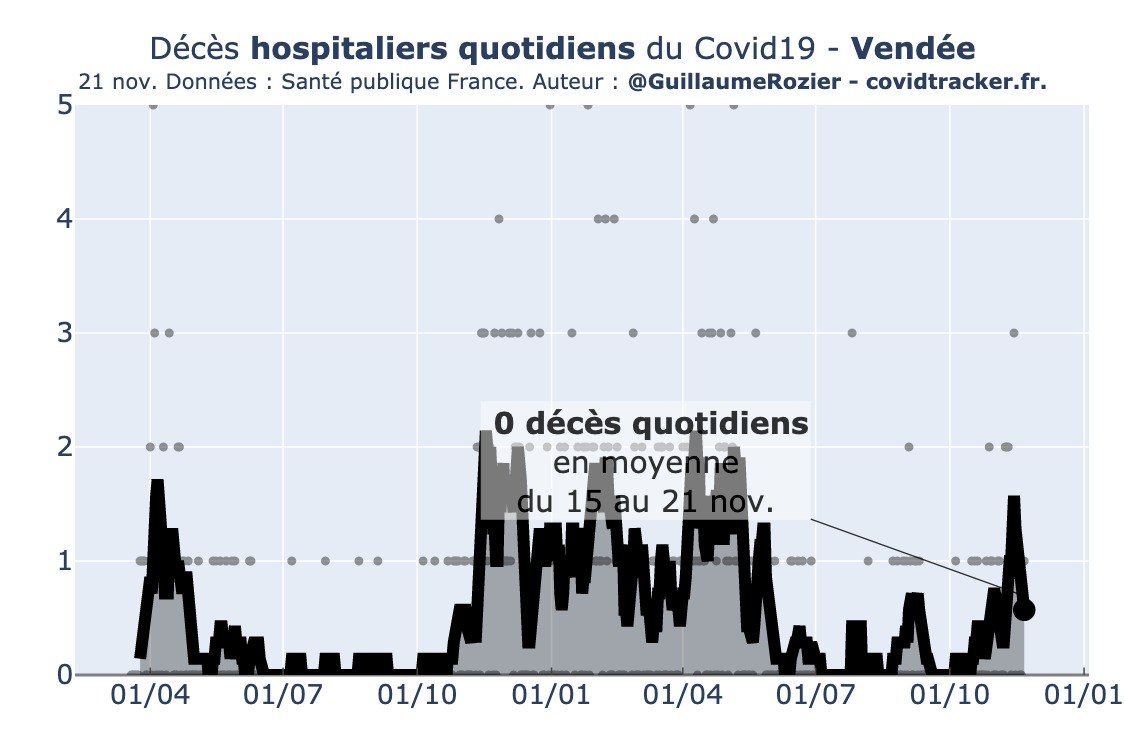 Décès hospitaliers quotidiens du Covid19 - Vendée
21 nov. Données : Santé publique France. Auteur : @GuillaumeRozier - covidtracker.fr.
5
4
3
2
1
0
0 décès quotidiens
en moyenne
du 15 au 21 nov.
01/04 01/07 01/10 01/01 01/04 01/07 01/10 01/01